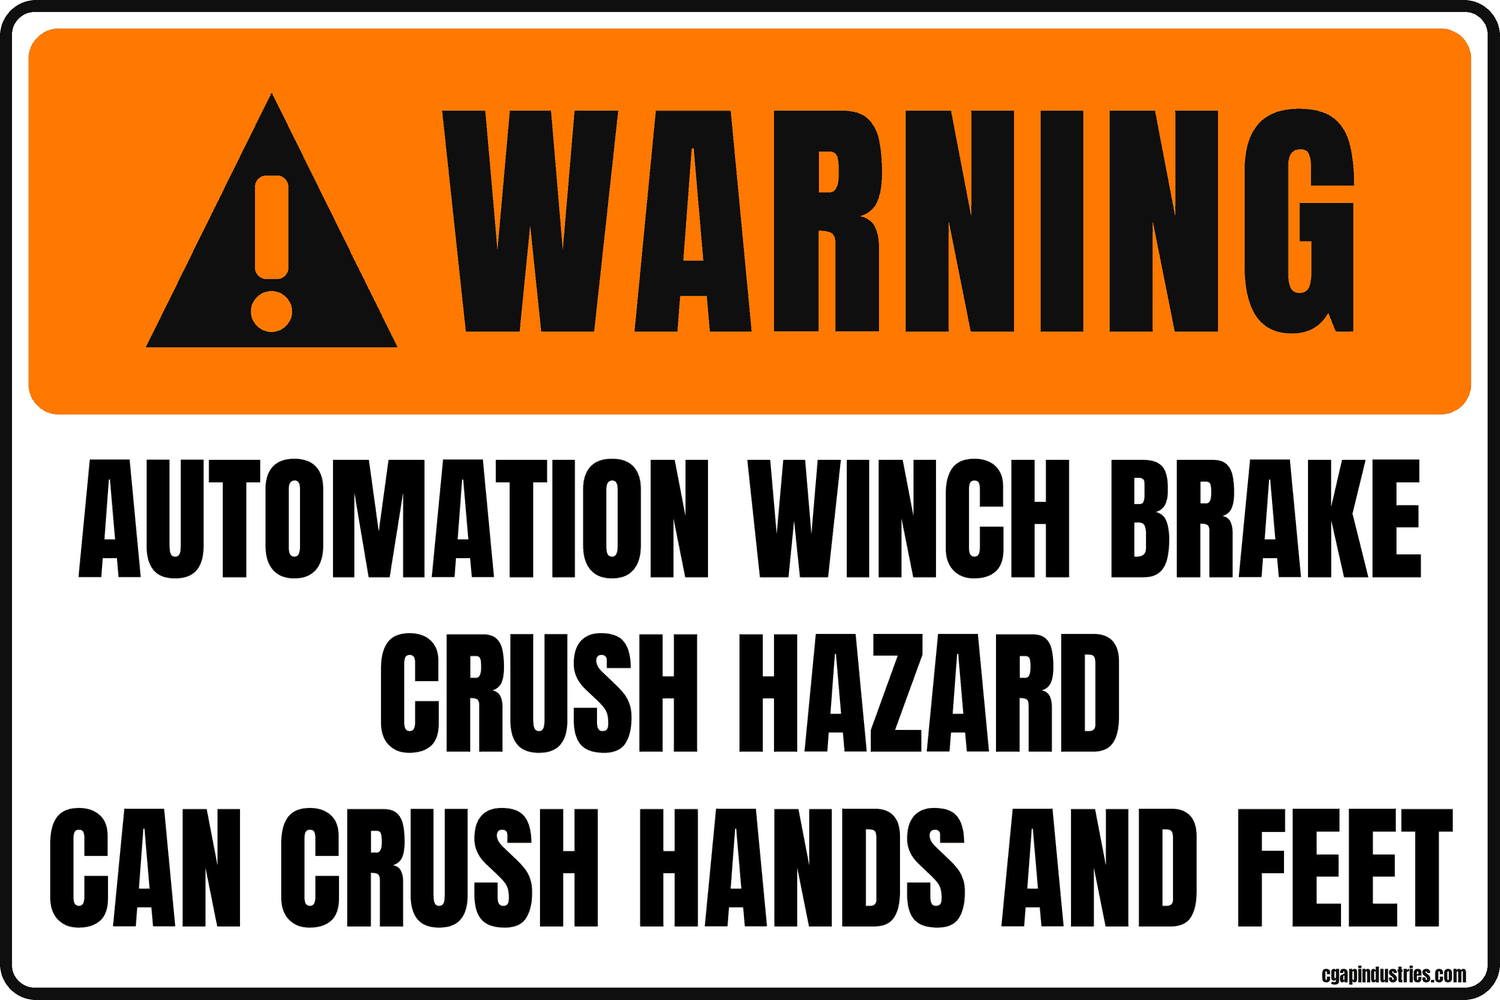 WARNING
AUTOMATION WINCH BRAKE
CRUSH HAZARD
CAN CRUSH HANDS AND FEET
cgapindustries.com